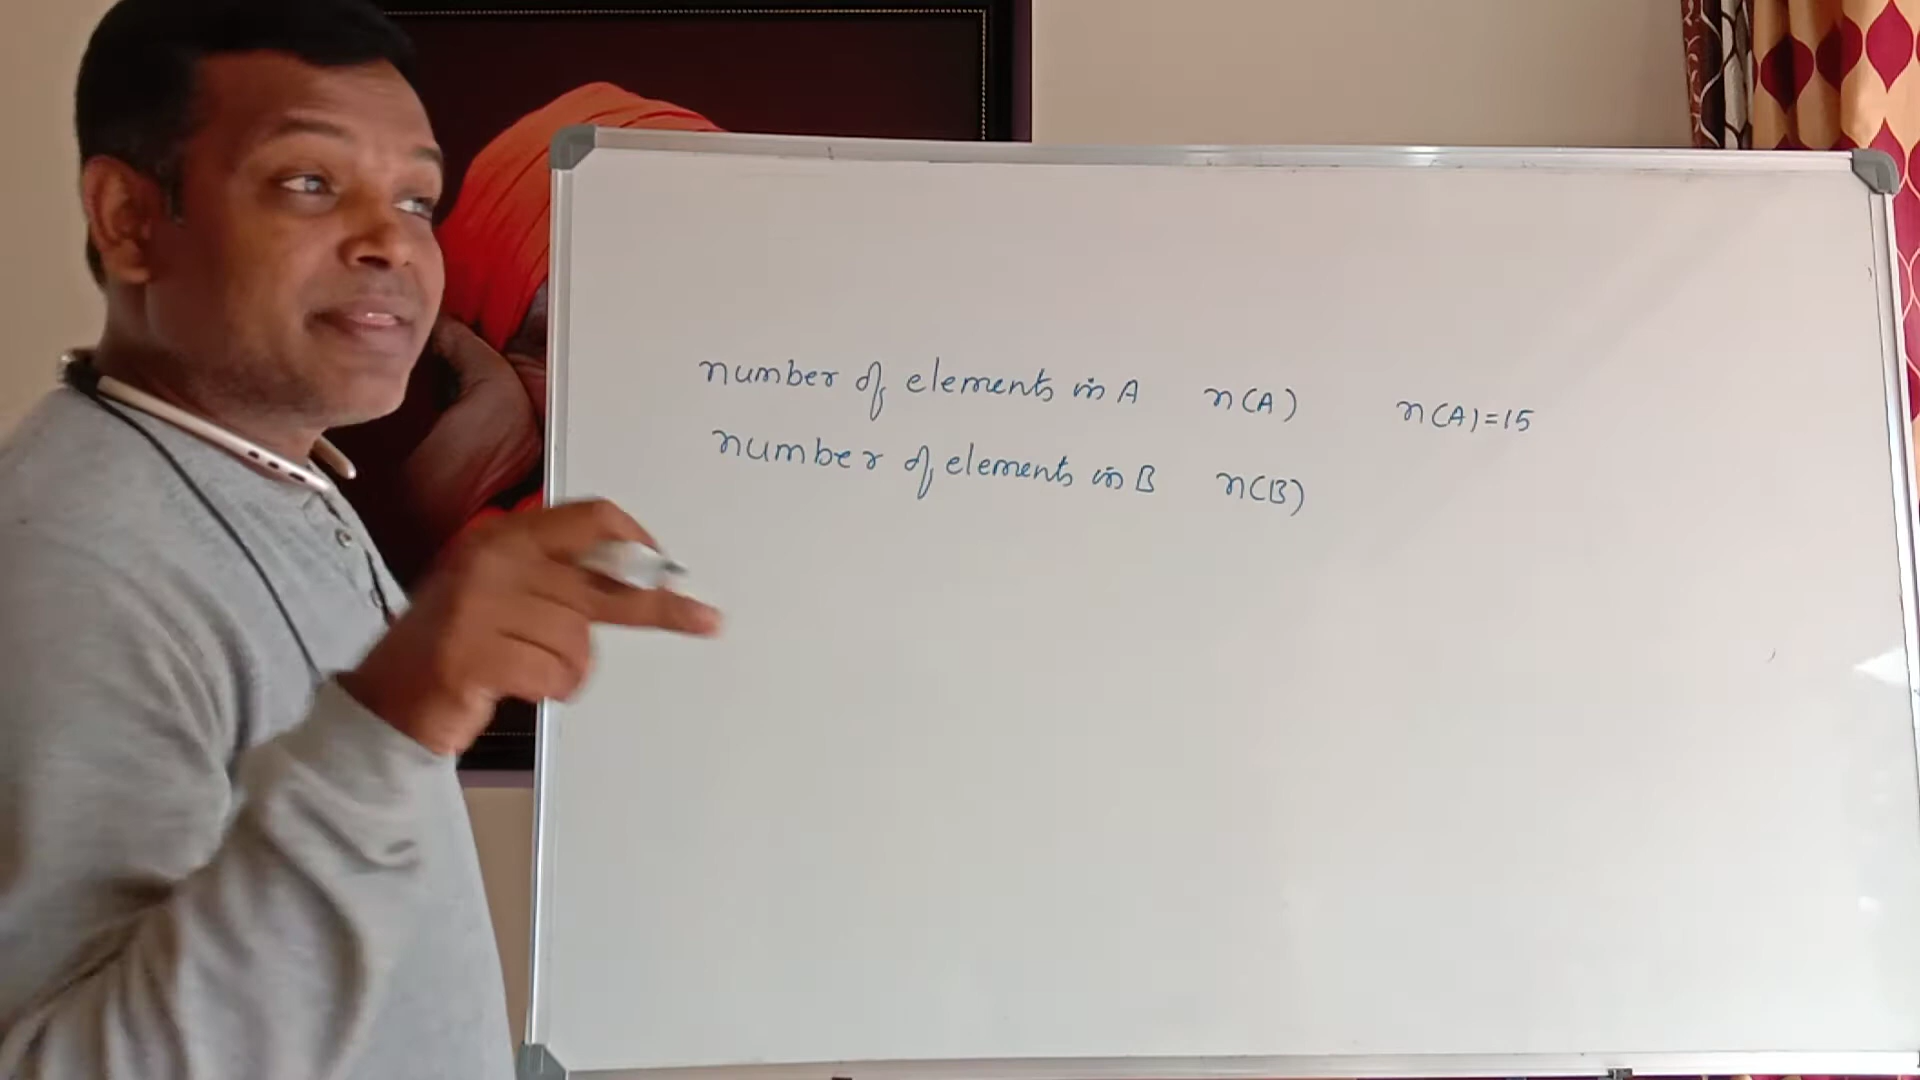 number of elements in A n(A) n(A)=15
number of elements in B n(B)